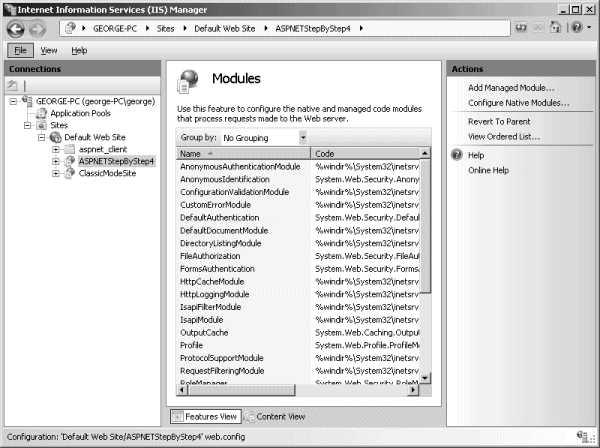 Internet Information Services (IIS) Manager
GEORGE-PC Sites Default Web Site ASPNETStepByStep4
File View Help
Connections
GEORGE-PC (george-PC\george)
Application Pools
Sites
Default Web Site
aspnet_client
ASPNETStepByStep4
ClassicModeSite
Modules
Use this feature to configure the native and managed code modules
that process requests made to the Web server.
Group by: No Grouping
Name Code
AnonymousAuthenticationModule %windir%\System32\inetsrv
AnonymousIdentification System.Web.Security.Anony
ConfigurationValidationModule %windir%\System32\inetsrv
CustomErrorModule %windir%\System32\inetsrv
DefaultAuthentication System.Web.Security.Defau
DefaultDocumentModule %windir%\System32\inetsrv
DirectoryListingModule %windir%\System32\inetsrv
FileAuthorization System.Web.Security.FileAut
FormsAuthentication System.Web.Security.Forms
HttpCacheModule %windir%\System32\inetsrv
HttpLoggingModule %windir%\System32\inetsrv
IsapiFilterModule %windir%\System32\inetsrv
IsapiModule %windir%\System32\inetsrv
OutputCache System.Web.Caching.Outpu
Profile System.Web.Profile.ProfileM
ProtocolSupportModule %windir%\System32\inetsrv
RequestFilteringModule %windir%\System32\inetsrv
RoleManager System.Web.Security.RoleM
Features View Content View
Actions
Add Managed Module...
Configure Native Modules...
Revert To Parent
View Ordered List...
Help
Online Help
Configuration: 'Default Web Site/ASPNETStepByStep4' web.config